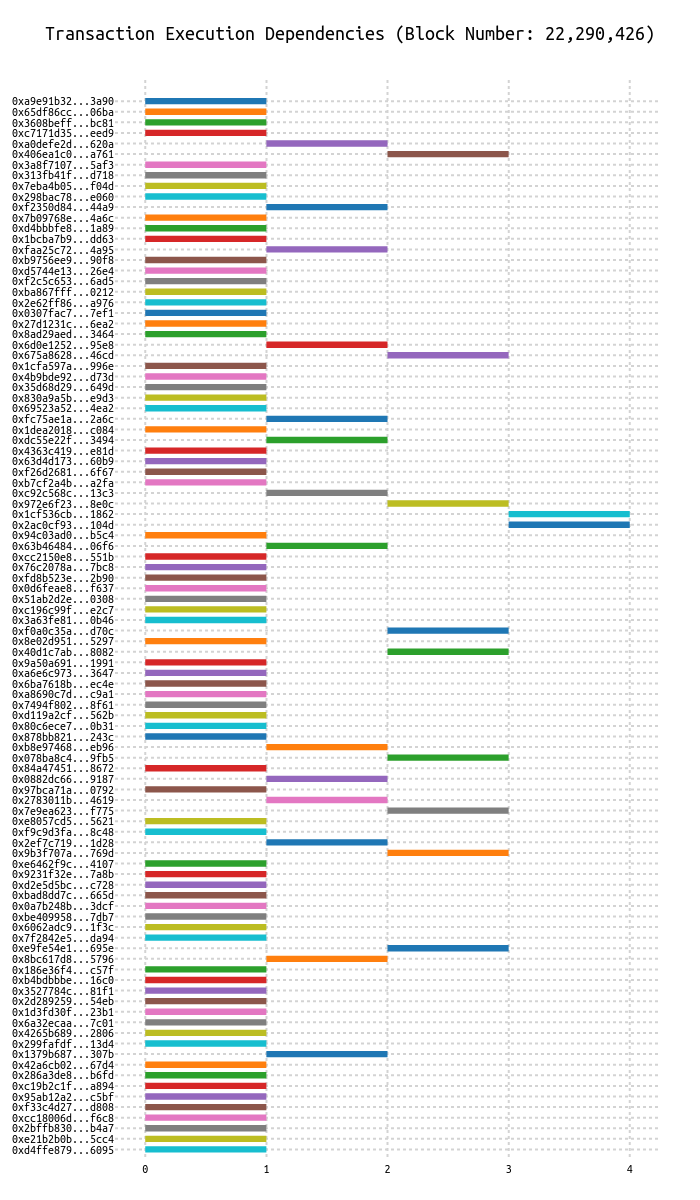 Transaction Execution Dependencies (Block Number: 22,290,426)
0xa9e91b32...3a90
0x65df86cc...06ba
0x3608beff...bc81
0xc7171d35...eed9
0xa0defe2d...620a
0x406ea1c0...a761
0x3a8f7107...5af3
0x313fb41f...d718
0x7eba4b05...f04d
0x298bac78...e060
0xf2350d84...44a9
0x7b09768e...4a6c
0xd4bbbfe8...1a89
0x1bcba7b9...dd63
0xfaa25c72...4a95
0xb9756ee9...90f8
0xd5744e13...26e4
0xf2c5c653...6ad5
0xba867fff...0212
0x2e62ff86...a976
0x0307fac7...7ef1
0x27d1231c...6ea2
0x8ad29aed...3464
0x6d0e1252...95e8
0x675a8628...46cd
0x1cfa597a...996e
0x4b9bde92...d73d
0x35d68d29...649d
0x830a9a5b...e9d3
0x69523a52...4ea2
0xfc75ae1a...2a6c
0x1dea2018...c084
0xdc55e22f...3494
0x4363c419...e81d
0x63d4d173...60b9
0xf26d2681...6f67
0xb7cf2a4b...a2fa
0xc92c568c...13c3
0x972e6f23...8e0c
0x1cf536cb...1862
0x2ac0cf93...104d
0x94c03ad0...b5c4
0x63b46484...06f6
0xcc2150e8...551b
0x76c2078a...7bc8
0xfd8b523e...2b90
0x0d6feae8...f637
0x51ab2d2e...0308
0xc196c99f...e2c7
0x3a63fe81...0b46
0xf0a0c35a...d70c
0x8e02d951...5297
0x40d1c7ab...8082
0x9a50a691...1991
0xa6e6c973...3647
0x6ba7618b...ec4e
0xa8690c7d...c9a1
0x7494f802...8f61
0xd119a2cf...562b
0x80c6ece7...0b31
0x878bb821...243c
0xb8e97468...eb96
0x078ba8c4...9fb5
0x84a47451...8672
0x0882dc66...9187
0x97bca71a...0792
0x2783011b...4619
0x7e9ea623...f775
0xe8057cd5...5621
0xf9c9d3fa...8c48
0x2ef7c719...1d28
0x9b3f707a...769d
0xe6462f9c...4107
0x9231f32e...7a8b
0xd2e5d5bc...c728
0xbad8dd7c...665d
0x0a7b248b...3dcf
0xbe409958...7db7
0x6062adc9...1f3c
0x7f2842e5...da94
0xe9fe54e1...695e
0x8bc617d8...5796
0x186e36f4...c57f
0xb4bdbbbe...16c0
0x3527784c...81f1
0x2d289259...54eb
0x1d3fd30f...23b1
0x6a32ecaa...7c01
0x4265b689...2806
0x299fafdf...13d4
0x1379b687...307b
0x42a6cb02...67d4
0x286a3de8...b6fd
0xc19b2c1f...a894
0x95ab12a2...c5bf
0xf33c4d27...d808
0xcc18006d...f6c8
0x2bffb830...b4a7
0xe21b2b0b...5cc4
0xd4ffe879...6095
0 1 2 3 4